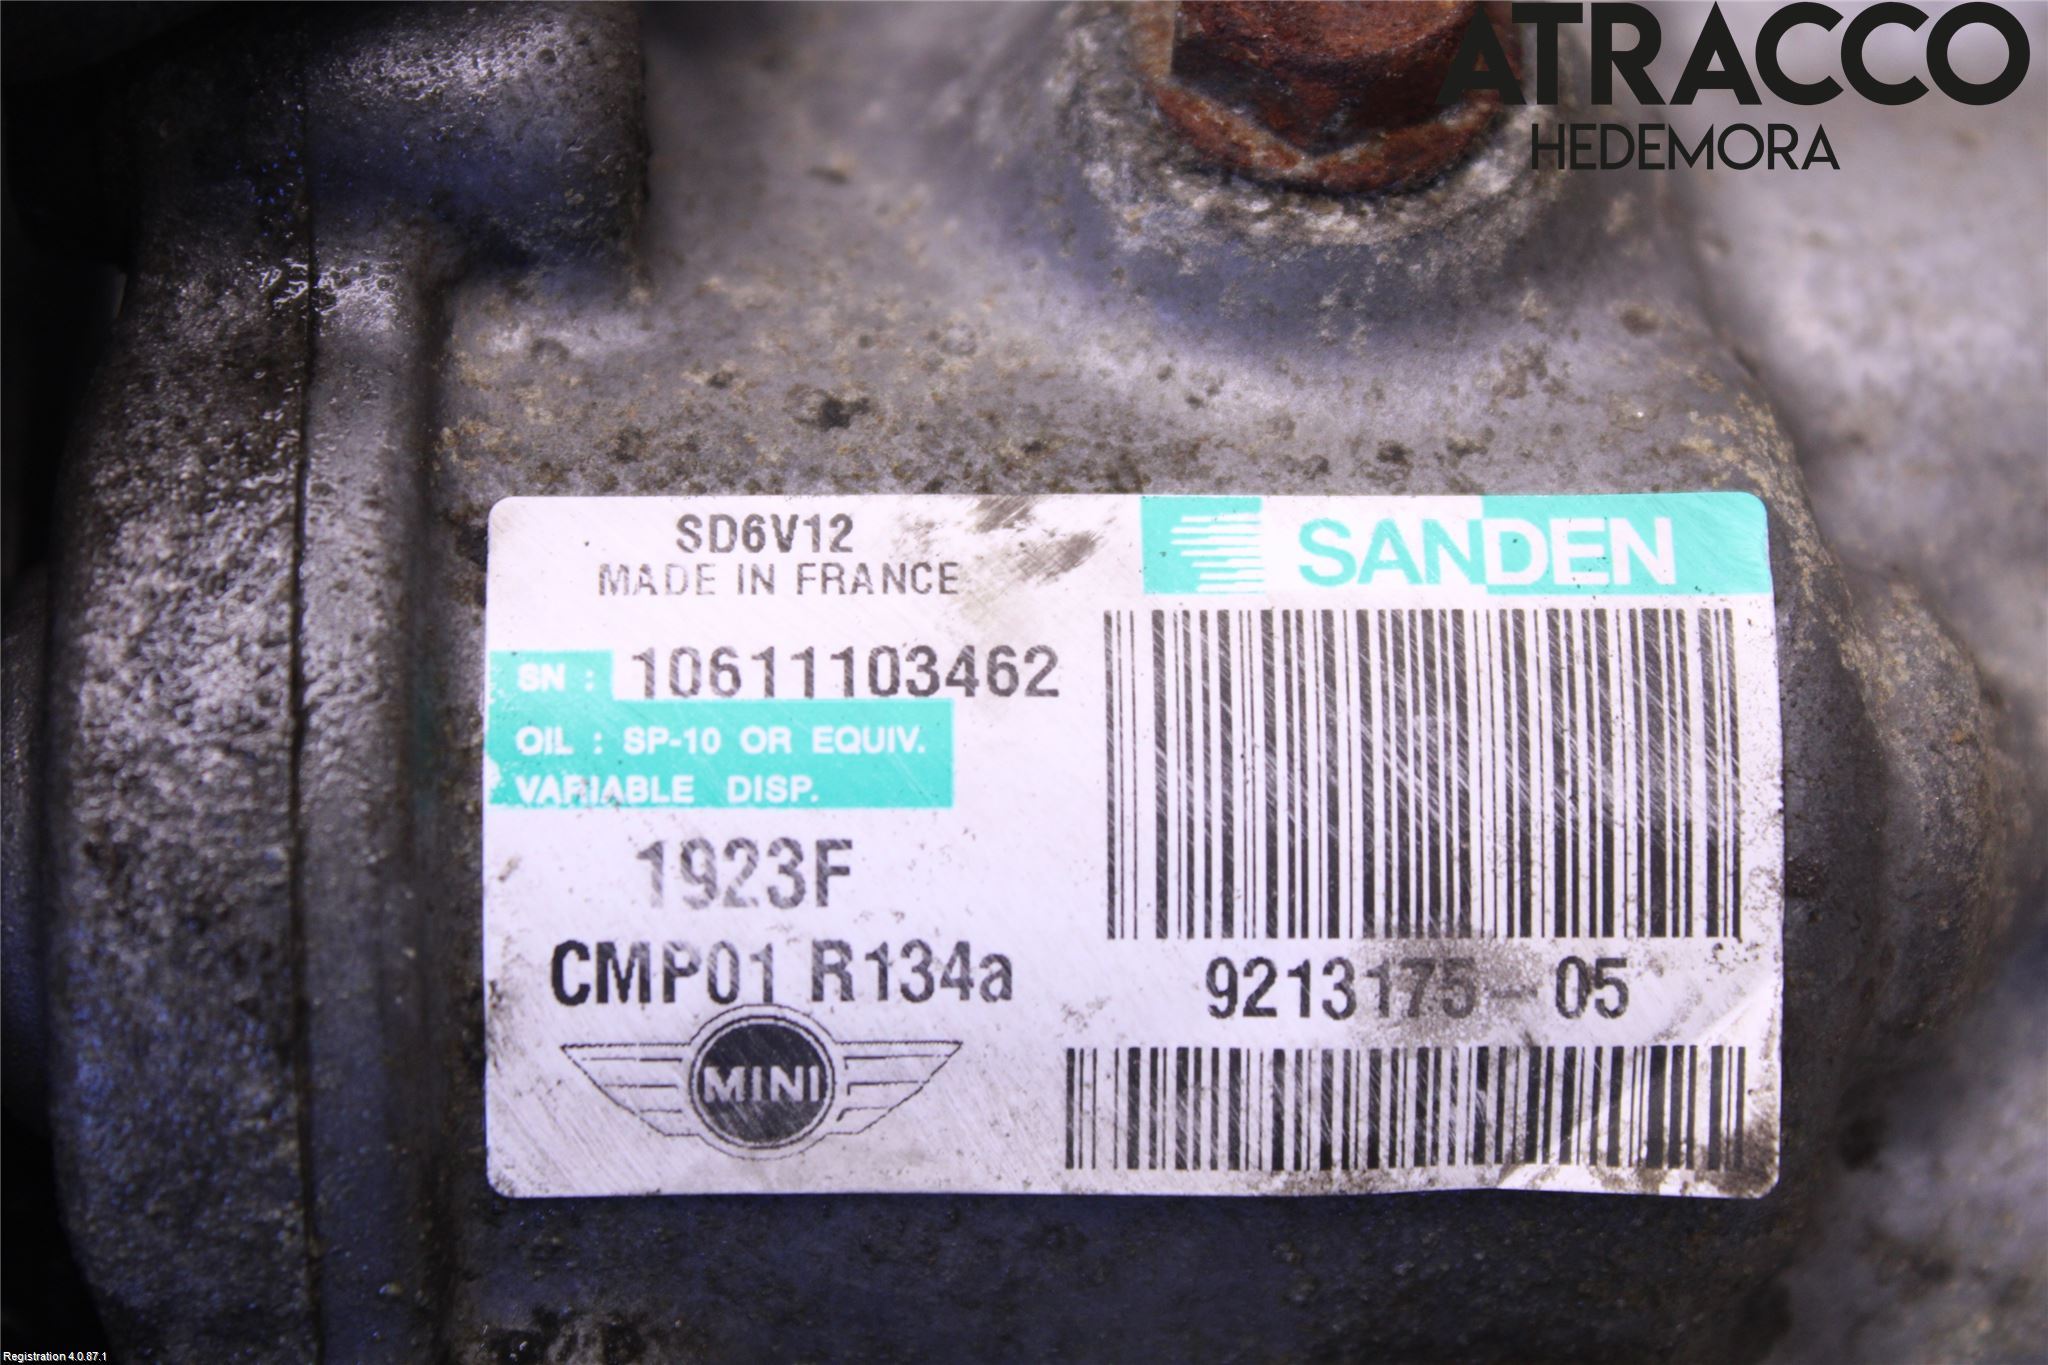 ATRACCO
HEDEMORA
SD6V12
MADE IN FRANCE
SANDEN
SN : 10611103462
OIL : SP-10 OR EQUIV.
VARIABLE DISP.
1923F
CMP01 R134a
9213175- 05
MINI
Registration 4.0.87.1